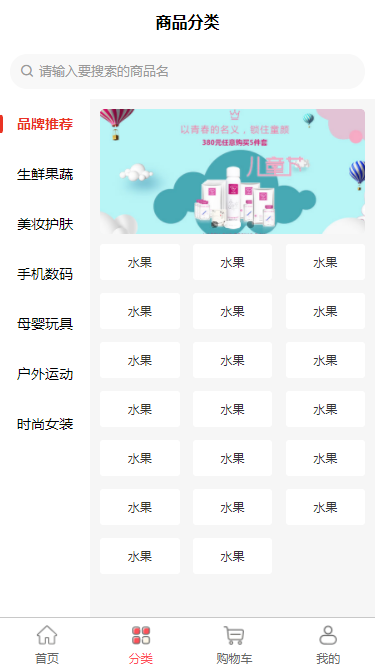 商品分类
请输入要搜索的商品名
品牌推荐
生鲜果蔬
美妆护肤
手机数码
母婴玩具
户外运动
时尚女装
以青春的名义，锁住童颜
380元任意购买5件套
儿童节
水果 水果 水果
水果 水果 水果
水果 水果 水果
水果 水果 水果
水果 水果 水果
水果 水果 水果
水果 水果
首页 分类 购物车 我的